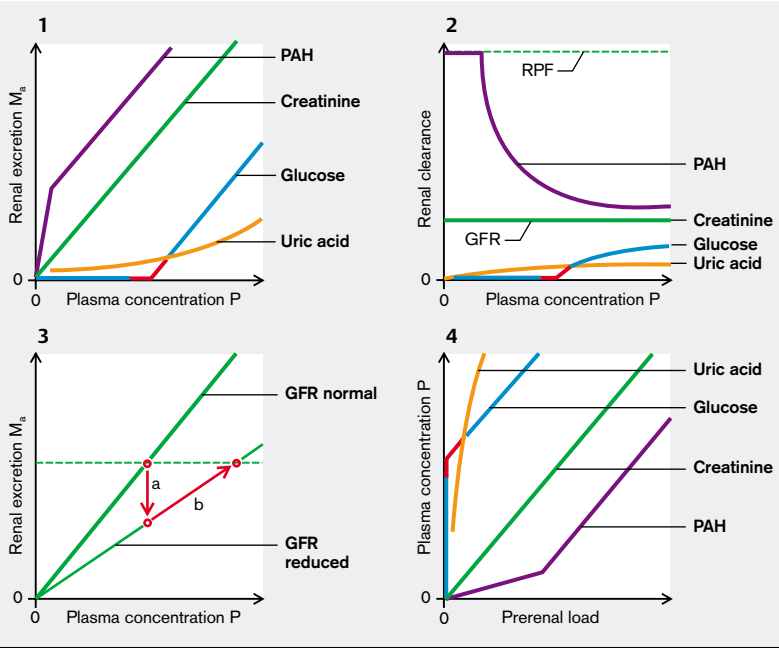 1
Renal excretion Ma
PAH
Creatinine
Glucose
Uric acid
0
0
Plasma concentration P
2
Renal clearance
RPF
PAH
Creatinine
GFR
Glucose
Uric acid
0
0
Plasma concentration P
3
Renal excretion Ma
GFR normal
a
b
GFR
reduced
0
0
Plasma concentration P
4
Plasma concentration P
Uric acid
Glucose
Creatinine
PAH
0
0
Prerenal load